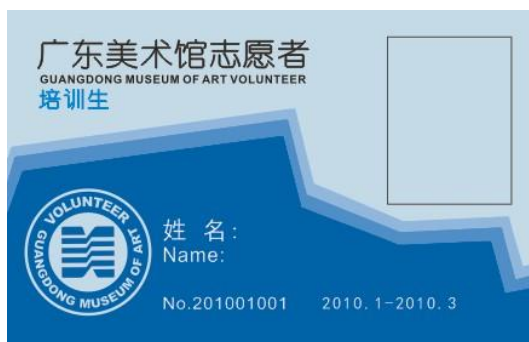 广东美术馆志愿者
GUANGDONG MUSEUM OF ART VOLUNTEER
培训生
VOLUNTEER
GUANGDONG MUSEUM OF ART
姓 名:
Name:
No.201001001 2010.1-2010.3